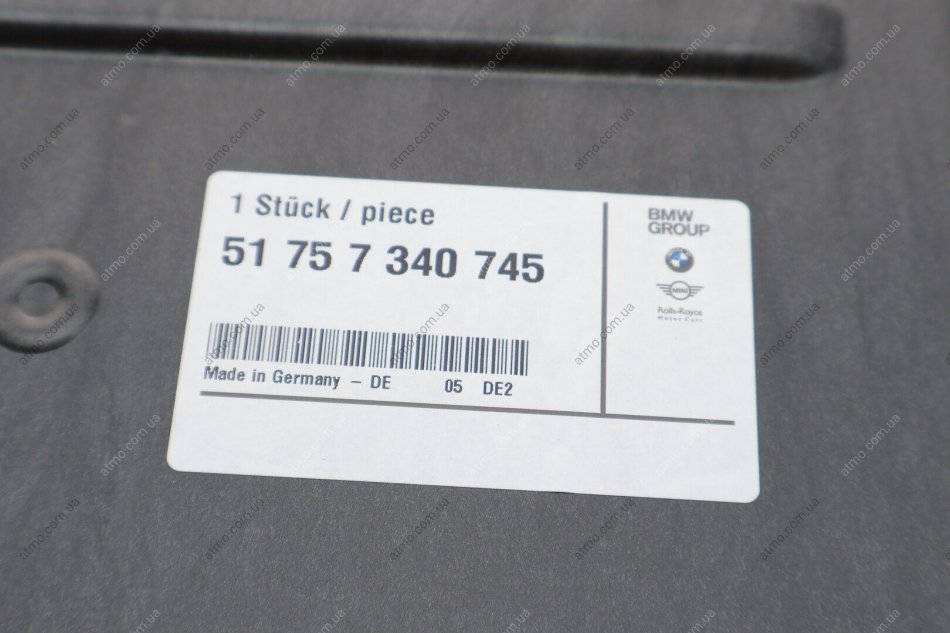 1 Stück / piece
51 75 7 340 745
Made in Germany – DE 05 DE2
BMW
GROUP
MINI
Rolls-Royce
Motor Cars
atmo.com.ua